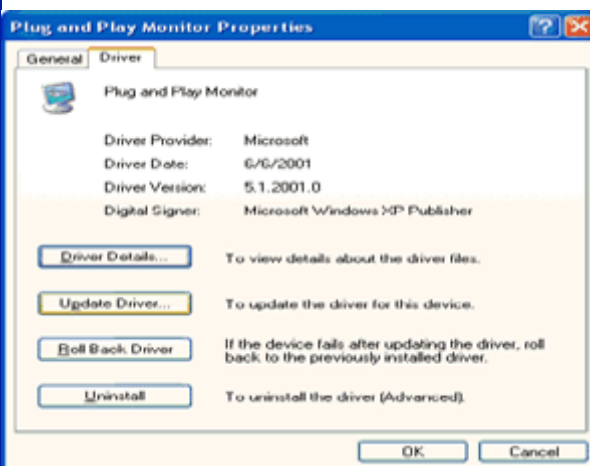 Plug and Play Monitor Properties
General Driver
Plug and Play Monitor
Driver Provider: Microsoft
Driver Date: 6/6/2001
Driver Version: 5.1.2001.0
Digital Signer: Microsoft Windows XP Publisher
Driver Details... To view details about the driver files.
Update Driver... To update the driver for this device.
Roll Back Driver If the device fails after updating the driver, roll
back to the previously installed driver.
Uninstall To uninstall the driver (Advanced).
OK Cancel